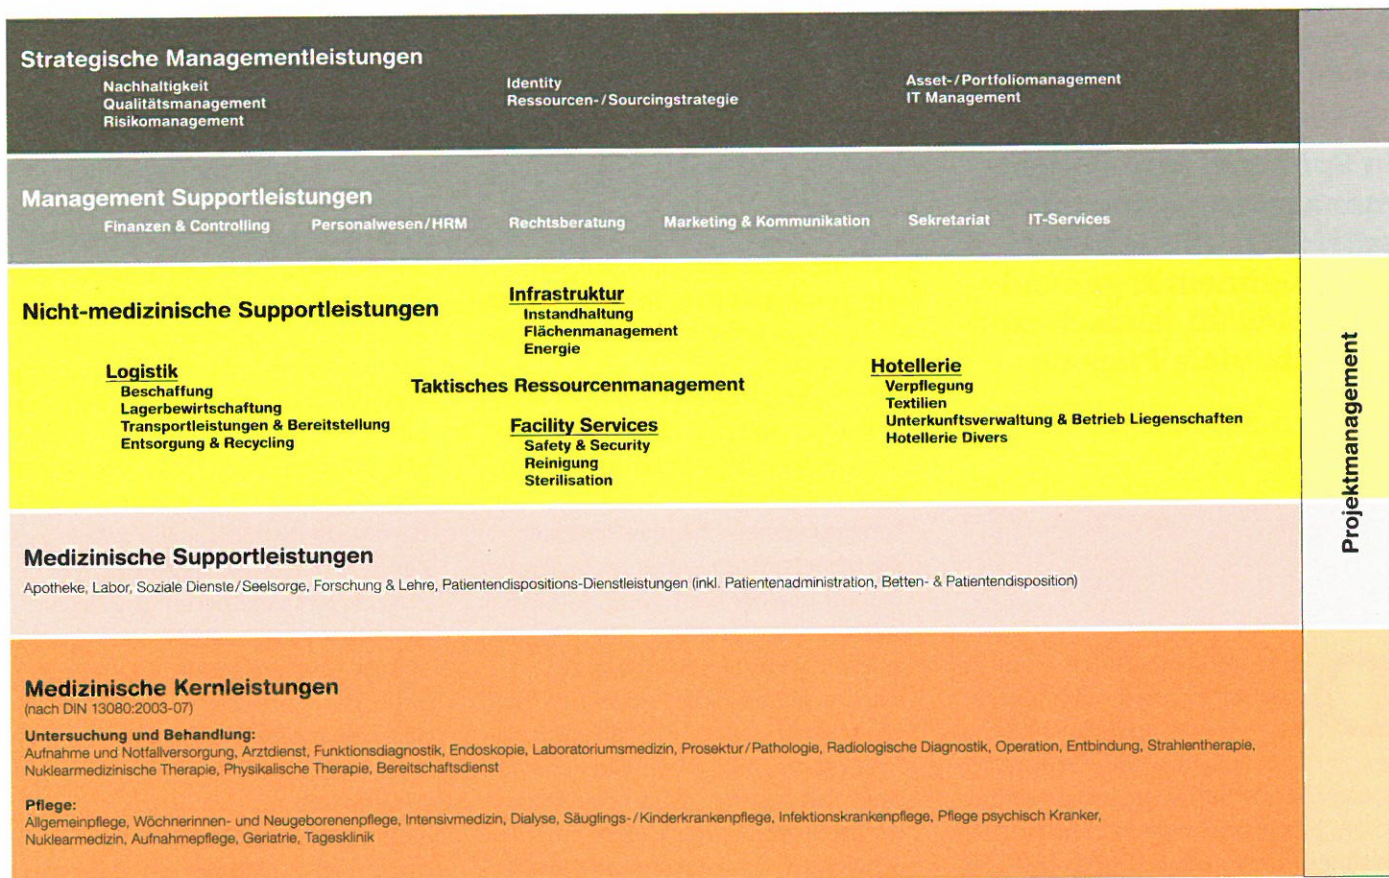 Strategische Managementleistungen
Nachhaltigkeit
Qualitätsmanagement
Risikomanagement
Identity
Ressourcen-/Sourcingstrategie
Asset-/Portfoliomanagement
IT Management
Management Supportleistungen
Finanzen & Controlling
Personalwesen/HRM
Rechtsberatung
Marketing & Kommunikation
Sekretariat
IT-Services
Nicht-medizinische Supportleistungen
Infrastruktur
Instandhaltung
Flächenmanagement
Energie
Logistik
Beschaffung
Lagerbewirtschaftung
Transportleistungen & Bereitstellung
Entsorgung & Recycling
Taktisches Ressourcenmanagement
Facility Services
Safety & Security
Reinigung
Sterilisation
Hotellerie
Verpflegung
Textilien
Unterkunftsverwaltung & Betrieb Liegenschaften
Hotellerie Divers
Medizinische Supportleistungen
Apotheke, Labor, Soziale Dienste/Seelsorge, Forschung & Lehre, Patientendispositions-Dienstleistungen (inkl. Patientenadministration, Betten- & Patientendisposition)
Medizinische Kernleistungen
(nach DIN 13080:2003-07)
Untersuchung und Behandlung:
Aufnahme und Notfallversorgung, Arztdienst, Funktionsdiagnostik, Endoskopie, Laboratoriumsmedizin, Prosektur/Pathologie, Radiologische Diagnostik, Operation, Entbindung, Strahlentherapie,
Nuklearmedizinische Therapie, Physikalische Therapie, Bereitschaftsdienst
Pflege:
Allgemeinpflege, Wöchnerinnen- und Neugeborenenpflege, Intensivmedizin, Dialyse, Säuglings-/Kinderkrankenpflege, Infektionskrankenpflege, Pflege psychisch Kranker,
Nuklearmedizin, Aufnahmepflege, Geriatrie, Tagesklinik
Projektmanagement